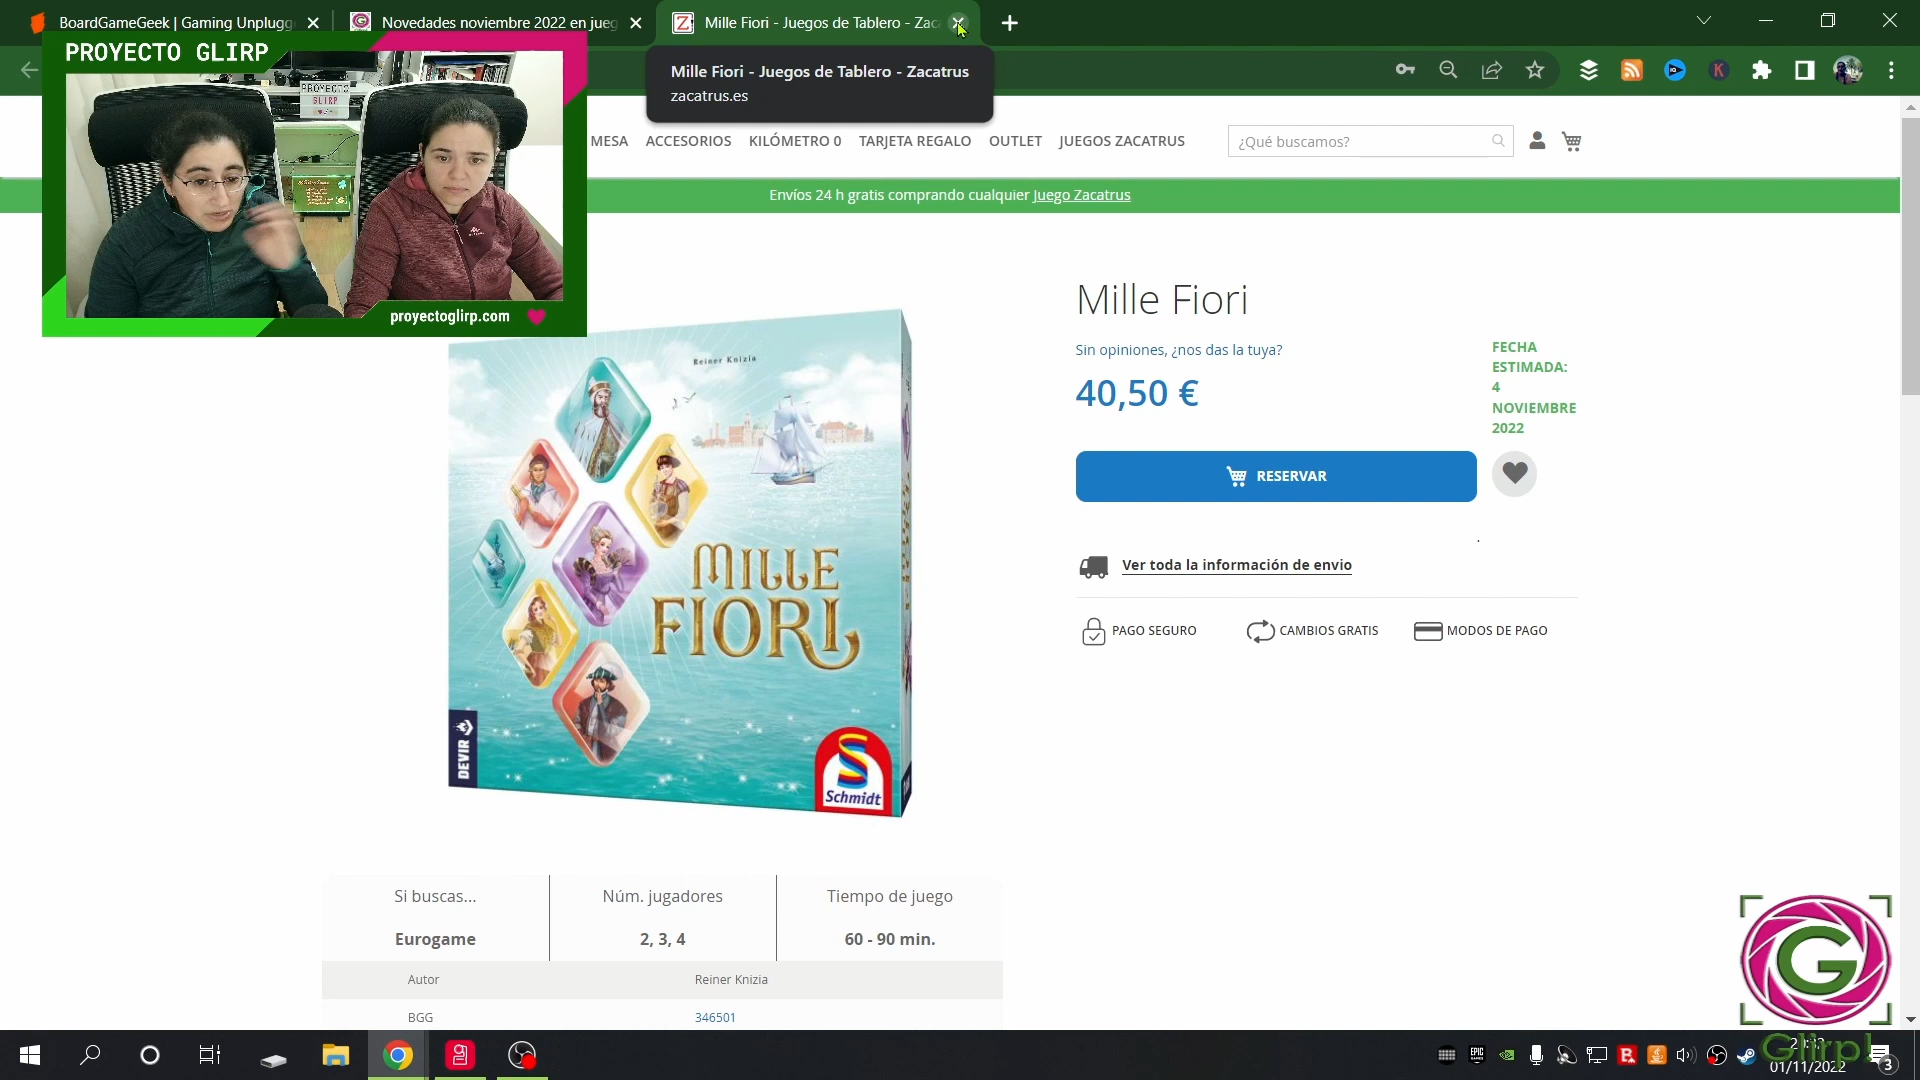 BoardGameGeek | Gaming Unplugg
Novedades noviembre 2022 en jueg
Mille Fiori - Juegos de Tablero - Zac
PROYECTO GLIRP
Mille Fiori - Juegos de Tablero - Zacatrus
zacatrus.es
PROYECTO
GLIRP
proyectoglirp.com
MESA
ACCESORIOS
KILÓMETRO 0
TARJETA REGALO
OUTLET
JUEGOS ZACATRUS
¿Qué buscamos?
Envíos 24 h gratis comprando cualquier Juego Zacatrus
Reiner Knizia
MILLE
FIORI
DEVIR
Schmidt
Mille Fiori
Sin opiniones, ¿nos das la tuya?
40,50 €
FECHA
ESTIMADA:
4
NOVIEMBRE
2022
RESERVAR
Ver toda la información de envio
PAGO SEGURO
CAMBIOS GRATIS
MODOS DE PAGO
Si buscas...
Núm. jugadores
Tiempo de juego
Eurogame
2, 3, 4
60 - 90 min.
Autor
Reiner Knizia
BGG
346501
G
Glirp!
01/11/2022
3